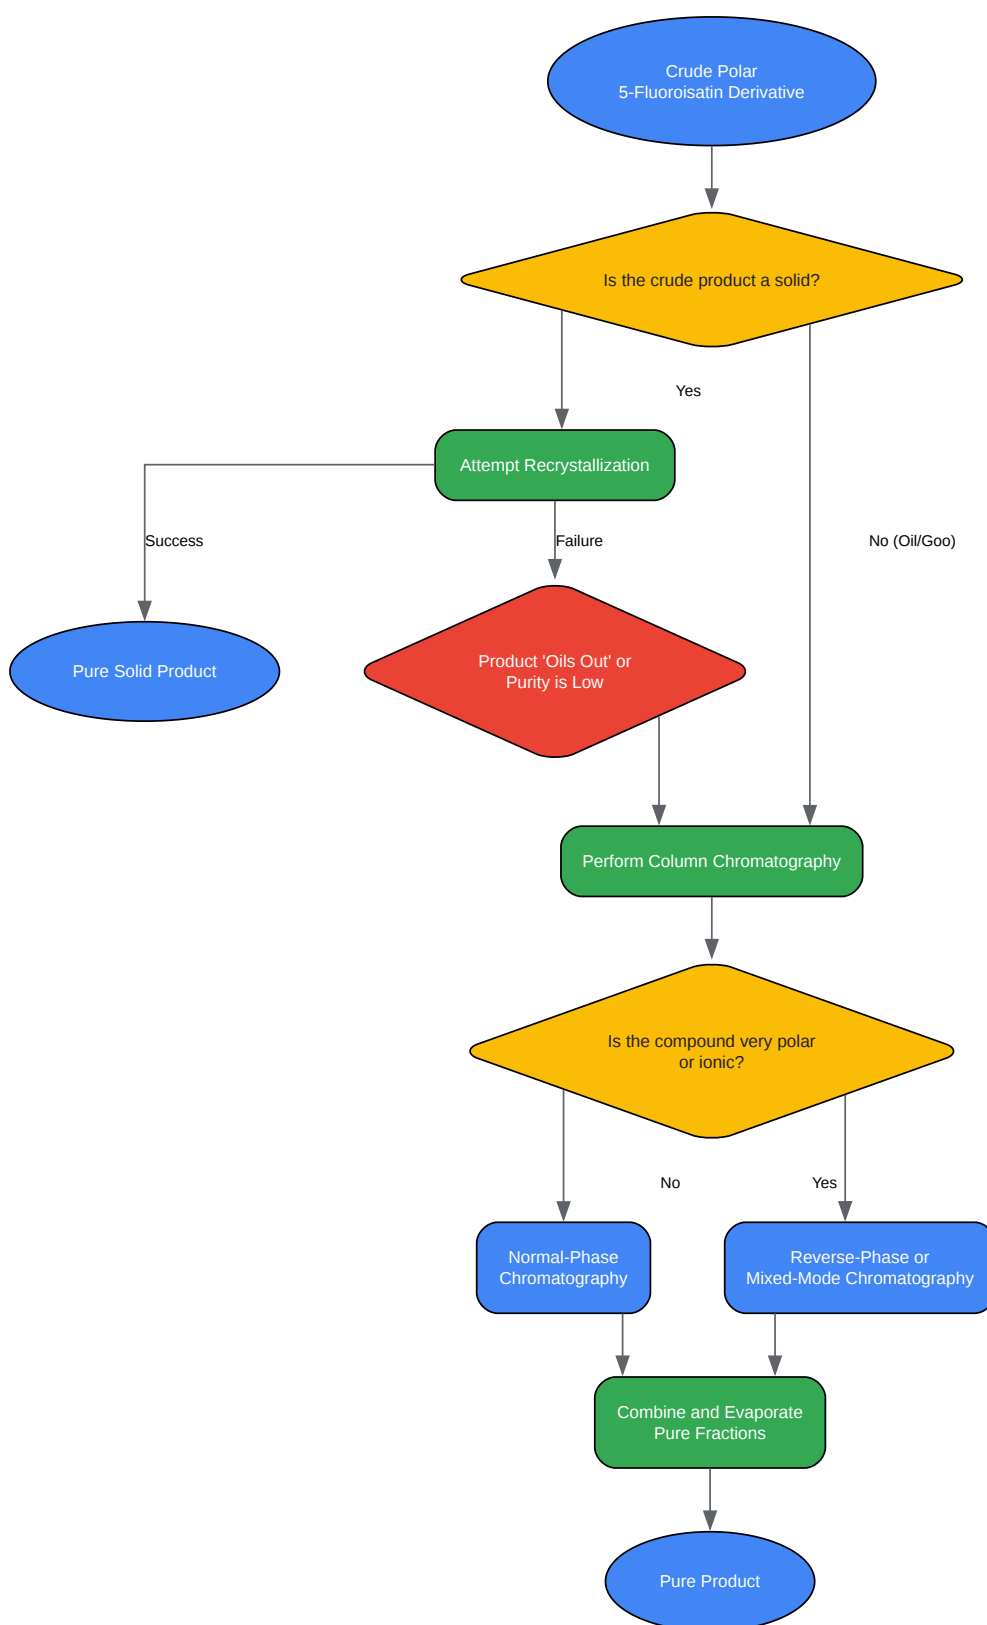 Crude Polar
5-Fluoroisatin Derivative
Is the crude product a solid?
Yes
Attempt Recrystallization
Success
Failure
No (Oil/Goo)
Pure Solid Product
Product 'Oils Out' or
Purity is Low
Perform Column Chromatography
Is the compound very polar
or ionic?
No
Yes
Normal-Phase
Chromatography
Reverse-Phase or
Mixed-Mode Chromatography
Combine and Evaporate
Pure Fractions
Pure Product